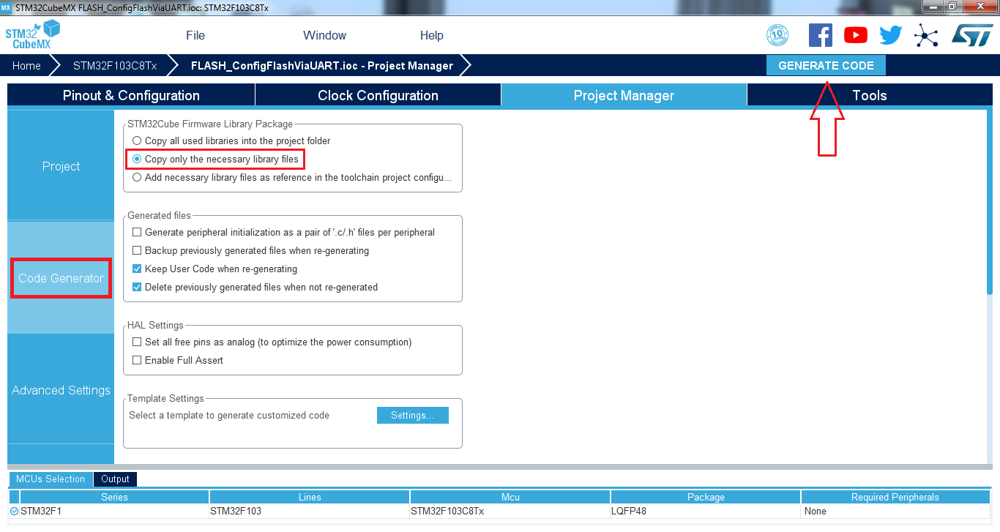 MX STM32CubeMX FLASH_ConfigFlashViaUART.ioc: STM32F103C8Tx
STM32
CubeMX
File Window Help
10
Home STM32F103C8Tx FLASH_ConfigFlashViaUART.ioc - Project Manager GENERATE CODE
Pinout & Configuration Clock Configuration Project Manager Tools
Project
Code Generator
Advanced Settings
STM32Cube Firmware Library Package
Copy all used libraries into the project folder
Copy only the necessary library files
Add necessary library files as reference in the toolchain project configu...
Generated files
Generate peripheral initialization as a pair of '.c/.h' files per peripheral
Backup previously generated files when re-generating
Keep User Code when re-generating
Delete previously generated files when not re-generated
HAL Settings
Set all free pins as analog (to optimize the power consumption)
Enable Full Assert
Template Settings
Select a template to generate customized code Settings...
MCUs Selection Output
Series Lines Mcu Package Required Peripherals
STM32F1 STM32F103 STM32F103C8Tx LQFP48 None